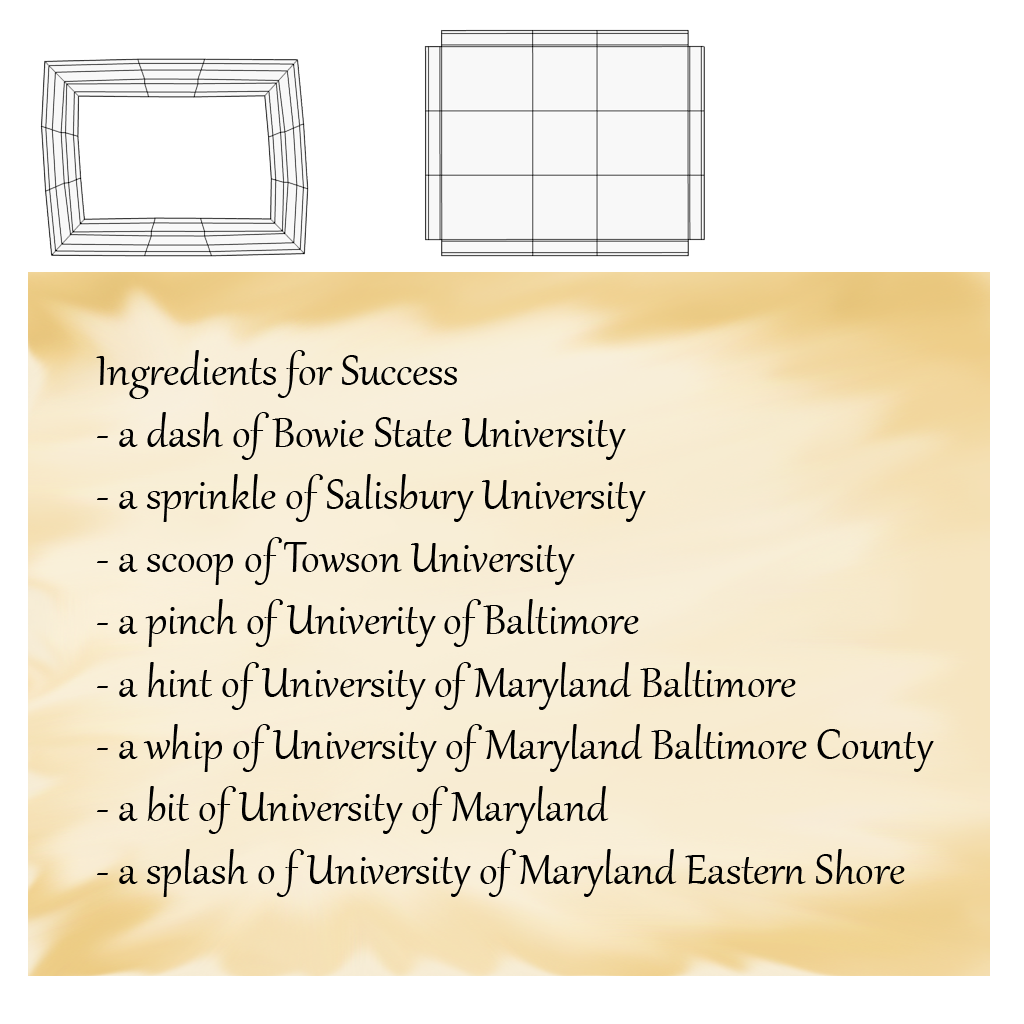 Ingredients for Success
- a dash of Bowie State University
- a sprinkle of Salisbury University
- a scoop of Towson University
- a pinch of Univerity of Baltimore
- a hint of University of Maryland Baltimore
- a whip of University of Maryland Baltimore County
- a bit of University of Maryland
- a splash o f University of Maryland Eastern Shore